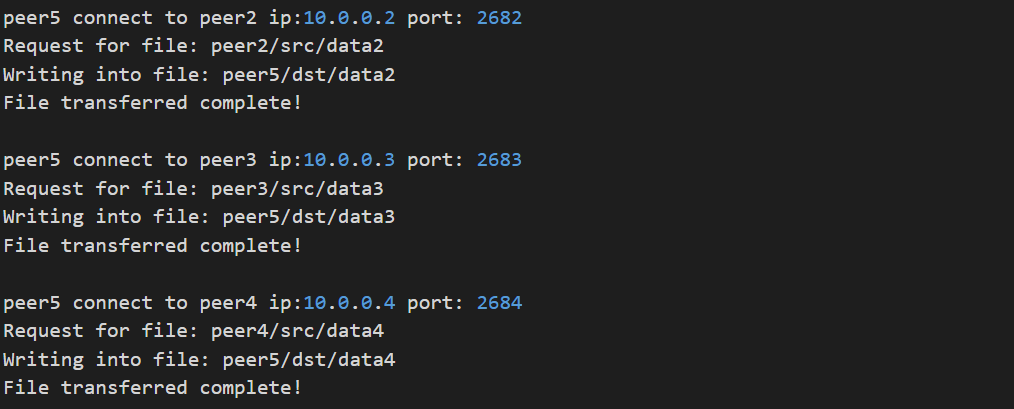 peer5 connect to peer2 ip:10.0.0.2 port: 2682
Request for file: peer2/src/data2
Writing into file: peer5/dst/data2
File transferred complete!
peer5 connect to peer3 ip:10.0.0.3 port: 2683
Request for file: peer3/src/data3
Writing into file: peer5/dst/data3
File transferred complete!
peer5 connect to peer4 ip:10.0.0.4 port: 2684
Request for file: peer4/src/data4
Writing into file: peer5/dst/data4
File transferred complete!